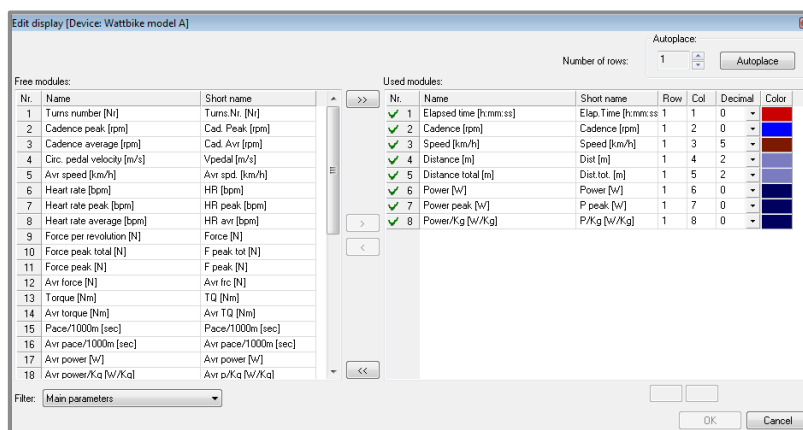 Edit display [Device: Wattbike model A]
Autoplace:
Number of rows: 1 Autoplace
Free modules:
Nr. Name Short name
1 Turns number [Nr] Turns.Nr. [Nr]
2 Cadence peak [rpm] Cad. Peak [rpm]
3 Cadence average [rpm] Cad. Avr [rpm]
4 Circ. pedal velocity [m/s] Vpedal [m/s]
5 Avr speed [km/h] Avr spd. [km/h]
6 Heart rate [bpm] HR [bpm]
7 Heart rate peak [bpm] HR peak [bpm]
8 Heart rate average [bpm] HR avr [bpm]
9 Force per revolution [N] Force [N]
10 Force peak total [N] F peak tot [N]
11 Force peak [N] F peak [N]
12 Avr force [N] Avr frc [N]
13 Torque [Nm] TQ [Nm]
14 Avr torque [Nm] Avr TQ [Nm]
15 Pace/1000m [sec] Pace/1000m [sec]
16 Avr pace/1000m [sec] Avr pace/1000m [sec]
17 Avr power [W] Avr power [W]
18 Avr power/Kg [W/Kg] Avr p/Kg [W/Kg]
>>
>
<
<<
Used modules:
Nr. Name Short name Row Col Decimal Color
1 Elapsed time [h:mm:ss] Elap.Time [h:mm:ss 1 1 0
2 Cadence [rpm] Cadence [rpm] 1 2 0
3 Speed [km/h] Speed [km/h] 1 3 5
4 Distance [m] Dist [m] 1 4 2
5 Distance total [m] Dist.tot. [m] 1 5 2
6 Power [W] Power [W] 1 6 0
7 Power peak [W] P peak [W] 1 7 0
8 Power/Kg [W/Kg] P/Kg [W/Kg] 1 8 0
Filter: Main parameters
OK Cancel